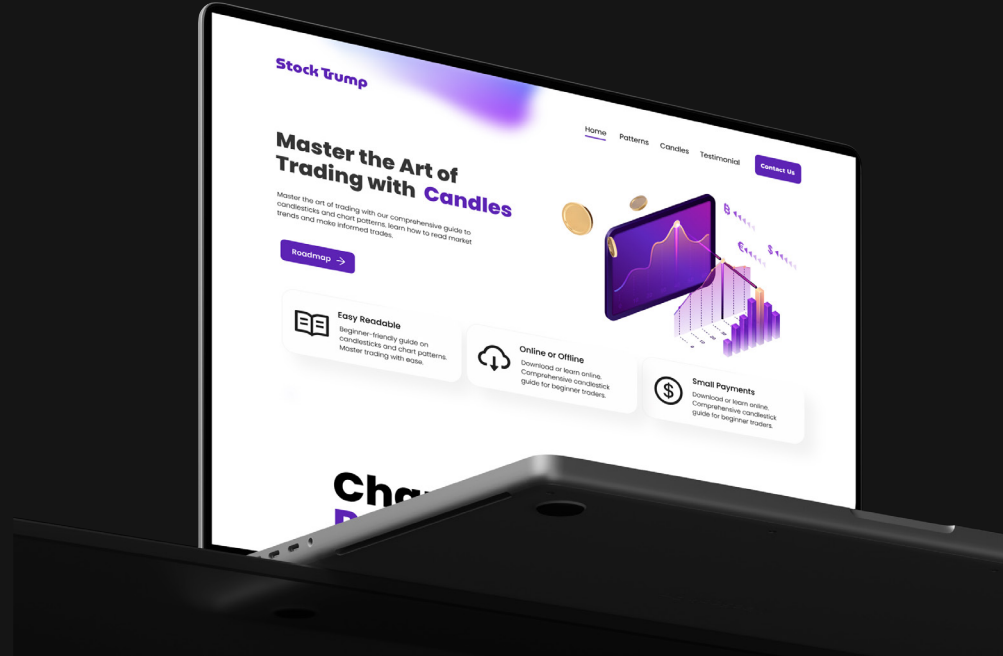 Stock Trump
Home
Patterns
Candles
Testimonial
Contact Us
Master the Art of
Trading with Candles
Master the art of trading with our comprehensive guide to
candlesticks and chart patterns, learn how to read market
trends and make informed trades.
Roadmap
Easy Readable
Beginner-friendly guide on
candlesticks and chart patterns.
Master trading with ease.
Online or Offline
Download or learn online.
Comprehensive candlestick
guide for beginner traders.
Small Payments
Download or learn online.
Comprehensive candlestick
guide for beginner traders.